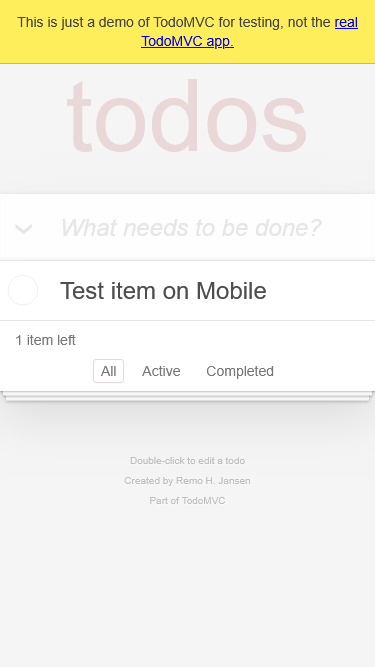 This is just a demo of TodoMVC for testing, not the real
TodoMVC app.
todos
What needs to be done?
Test item on Mobile
1 item left
All Active Completed
Double-click to edit a todo
Created by Remo H. Jansen
Part of TodoMVC